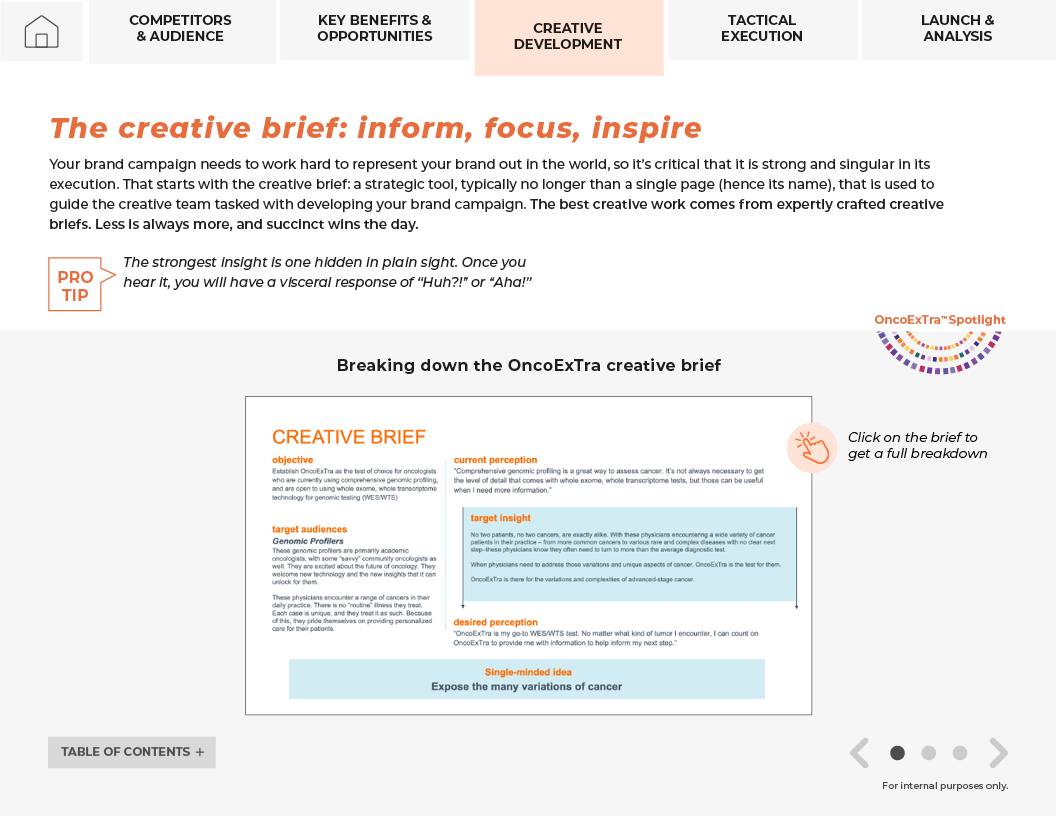 COMPETITORS
& AUDIENCE
KEY BENEFITS &
OPPORTUNITIES
CREATIVE
DEVELOPMENT
TACTICAL
EXECUTION
LAUNCH &
ANALYSIS
The creative brief: inform, focus, inspire
Your brand campaign needs to work hard to represent your brand out in the world, so it’s critical that it is strong and singular in its
execution. That starts with the creative brief: a strategic tool, typically no longer than a single page (hence its name), that is used to
guide the creative team tasked with developing your brand campaign. The best creative work comes from expertly crafted creative
briefs. Less is always more, and succinct wins the day.
PRO
TIP
The strongest insight is one hidden in plain sight. Once you
hear it, you will have a visceral response of “Huh?!” or “Aha!”
OncoExTra™ Spotlight
Breaking down the OncoExTra creative brief
CREATIVE BRIEF
objective
Establish OncoExTra as the test of choice for oncologists
who are currently using comprehensive genomic profiling,
and are open to using whole exome, whole transcriptome
technology for genomic testing (WES/WTS)
target audiences
Genomic Profilers
These genomic profilers are primarily academic
oncologists, with some “savvy” community oncologists as
well. They are excited about the future of oncology. They
welcome new technology and the new insights that it can
unlock for them.
These physicians encounter a range of cancers in their
daily practice. There is no “routine” illness they treat.
Each case is unique, and they treat it as such. Because
of this, they pride themselves on providing personalized
care for their patients.
current perception
“Comprehensive genomic profiling is a great way to assess cancer. It’s not always necessary to get
the level of detail that comes with whole exome, whole transcriptome tests, but those can be useful
when I need more information.”
target insight
No two patients, no two cancers, are exactly alike. With these physicians encountering a wide variety of cancer
patients in their practice – from more common cancers to various rare and complex diseases with no clear next
step–these physicians know they often need to turn to more than the average diagnostic test.
When physicians need to address those variations and unique aspects of cancer, OncoExTra is the test for them.
OncoExTra is there for the variations and complexities of advanced-stage cancer.
desired perception
“OncoExTra is my go-to WES/WTS test. No matter what kind of tumor I encounter, I can count on
OncoExTra to provide me with information to help inform my next step.”
Single-minded idea
Expose the many variations of cancer
Click on the brief to
get a full breakdown
TABLE OF CONTENTS +
For internal purposes only.